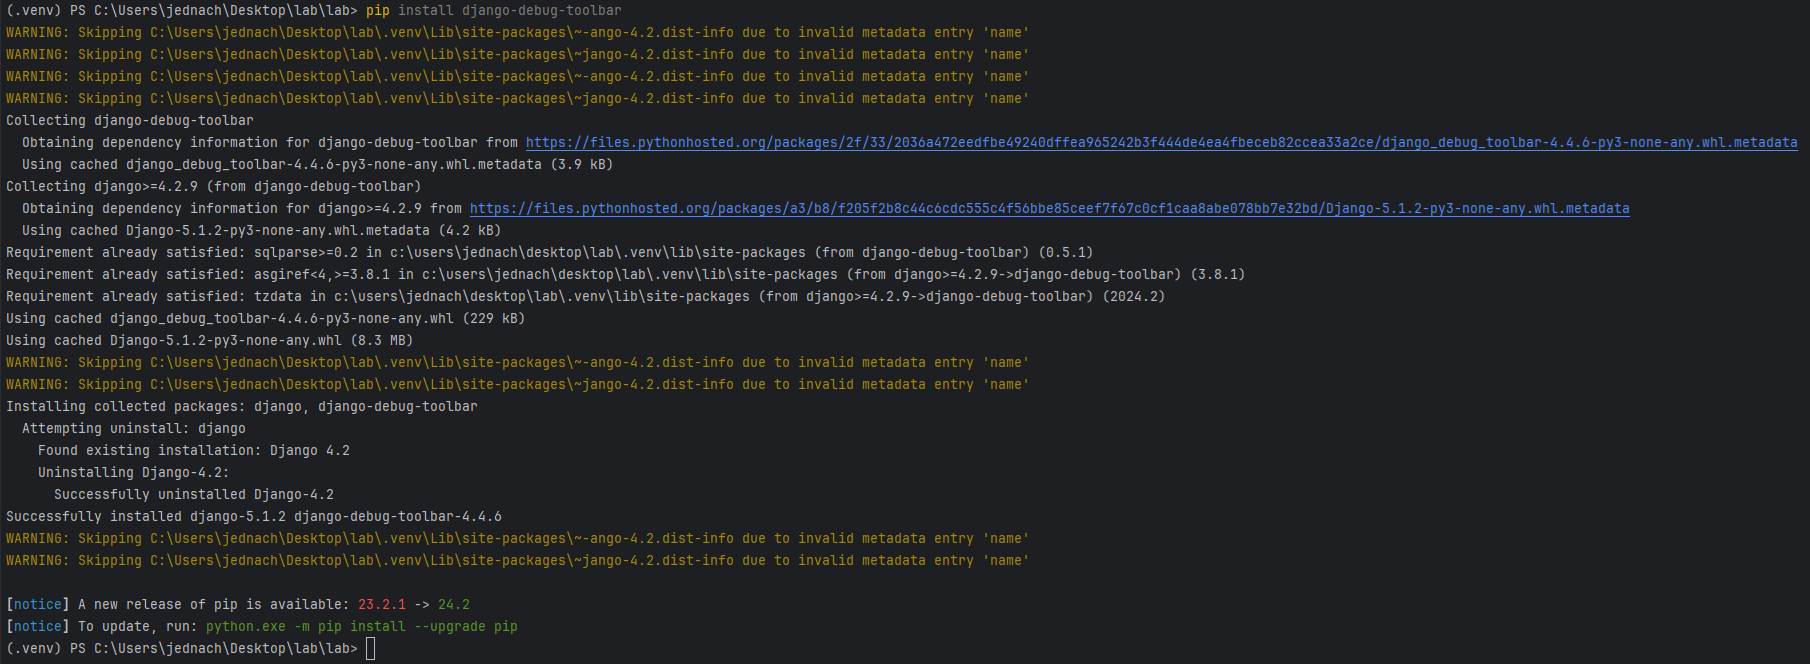 (.venv) PS C:\Users\jednach\Desktop\lab\lab> pip install django-debug-toolbar
WARNING: Skipping C:\Users\jednach\Desktop\lab\.venv\Lib\site-packages\~-ango-4.2.dist-info due to invalid metadata entry 'name'
WARNING: Skipping C:\Users\jednach\Desktop\lab\.venv\Lib\site-packages\~jango-4.2.dist-info due to invalid metadata entry 'name'
WARNING: Skipping C:\Users\jednach\Desktop\lab\.venv\Lib\site-packages\~-ango-4.2.dist-info due to invalid metadata entry 'name'
WARNING: Skipping C:\Users\jednach\Desktop\lab\.venv\Lib\site-packages\~jango-4.2.dist-info due to invalid metadata entry 'name'
Collecting django-debug-toolbar
  Obtaining dependency information for django-debug-toolbar from https://files.pythonhosted.org/packages/2f/33/2036a472eedfbe49240dffea965242b3f444de4ea4fbeceb82ccea33a2ce/django_debug_toolbar-4.4.6-py3-none-any.whl.metadata
  Using cached django_debug_toolbar-4.4.6-py3-none-any.whl.metadata (3.9 kB)
Collecting django>=4.2.9 (from django-debug-toolbar)
  Obtaining dependency information for django>=4.2.9 from https://files.pythonhosted.org/packages/a3/b8/f205f2b8c44c6cdc555c4f56bbe85ceef7f67c0cf1caa8abe078bb7e32bd/Django-5.1.2-py3-none-any.whl.metadata
  Using cached Django-5.1.2-py3-none-any.whl.metadata (4.2 kB)
Requirement already satisfied: sqlparse>=0.2 in c:\users\jednach\desktop\lab\.venv\lib\site-packages (from django-debug-toolbar) (0.5.1)
Requirement already satisfied: asgiref<4,>=3.8.1 in c:\users\jednach\desktop\lab\.venv\lib\site-packages (from django>=4.2.9->django-debug-toolbar) (3.8.1)
Requirement already satisfied: tzdata in c:\users\jednach\desktop\lab\.venv\lib\site-packages (from django>=4.2.9->django-debug-toolbar) (2024.2)
Using cached django_debug_toolbar-4.4.6-py3-none-any.whl (229 kB)
Using cached Django-5.1.2-py3-none-any.whl (8.3 MB)
WARNING: Skipping C:\Users\jednach\Desktop\lab\.venv\Lib\site-packages\~-ango-4.2.dist-info due to invalid metadata entry 'name'
WARNING: Skipping C:\Users\jednach\Desktop\lab\.venv\Lib\site-packages\~jango-4.2.dist-info due to invalid metadata entry 'name'
Installing collected packages: django, django-debug-toolbar
  Attempting uninstall: django
    Found existing installation: Django 4.2
    Uninstalling Django-4.2:
      Successfully uninstalled Django-4.2
Successfully installed django-5.1.2 django-debug-toolbar-4.4.6
WARNING: Skipping C:\Users\jednach\Desktop\lab\.venv\Lib\site-packages\~-ango-4.2.dist-info due to invalid metadata entry 'name'
WARNING: Skipping C:\Users\jednach\Desktop\lab\.venv\Lib\site-packages\~jango-4.2.dist-info due to invalid metadata entry 'name'

[notice] A new release of pip is available: 23.2.1 -> 24.2
[notice] To update, run: python.exe -m pip install --upgrade pip
(.venv) PS C:\Users\jednach\Desktop\lab\lab>